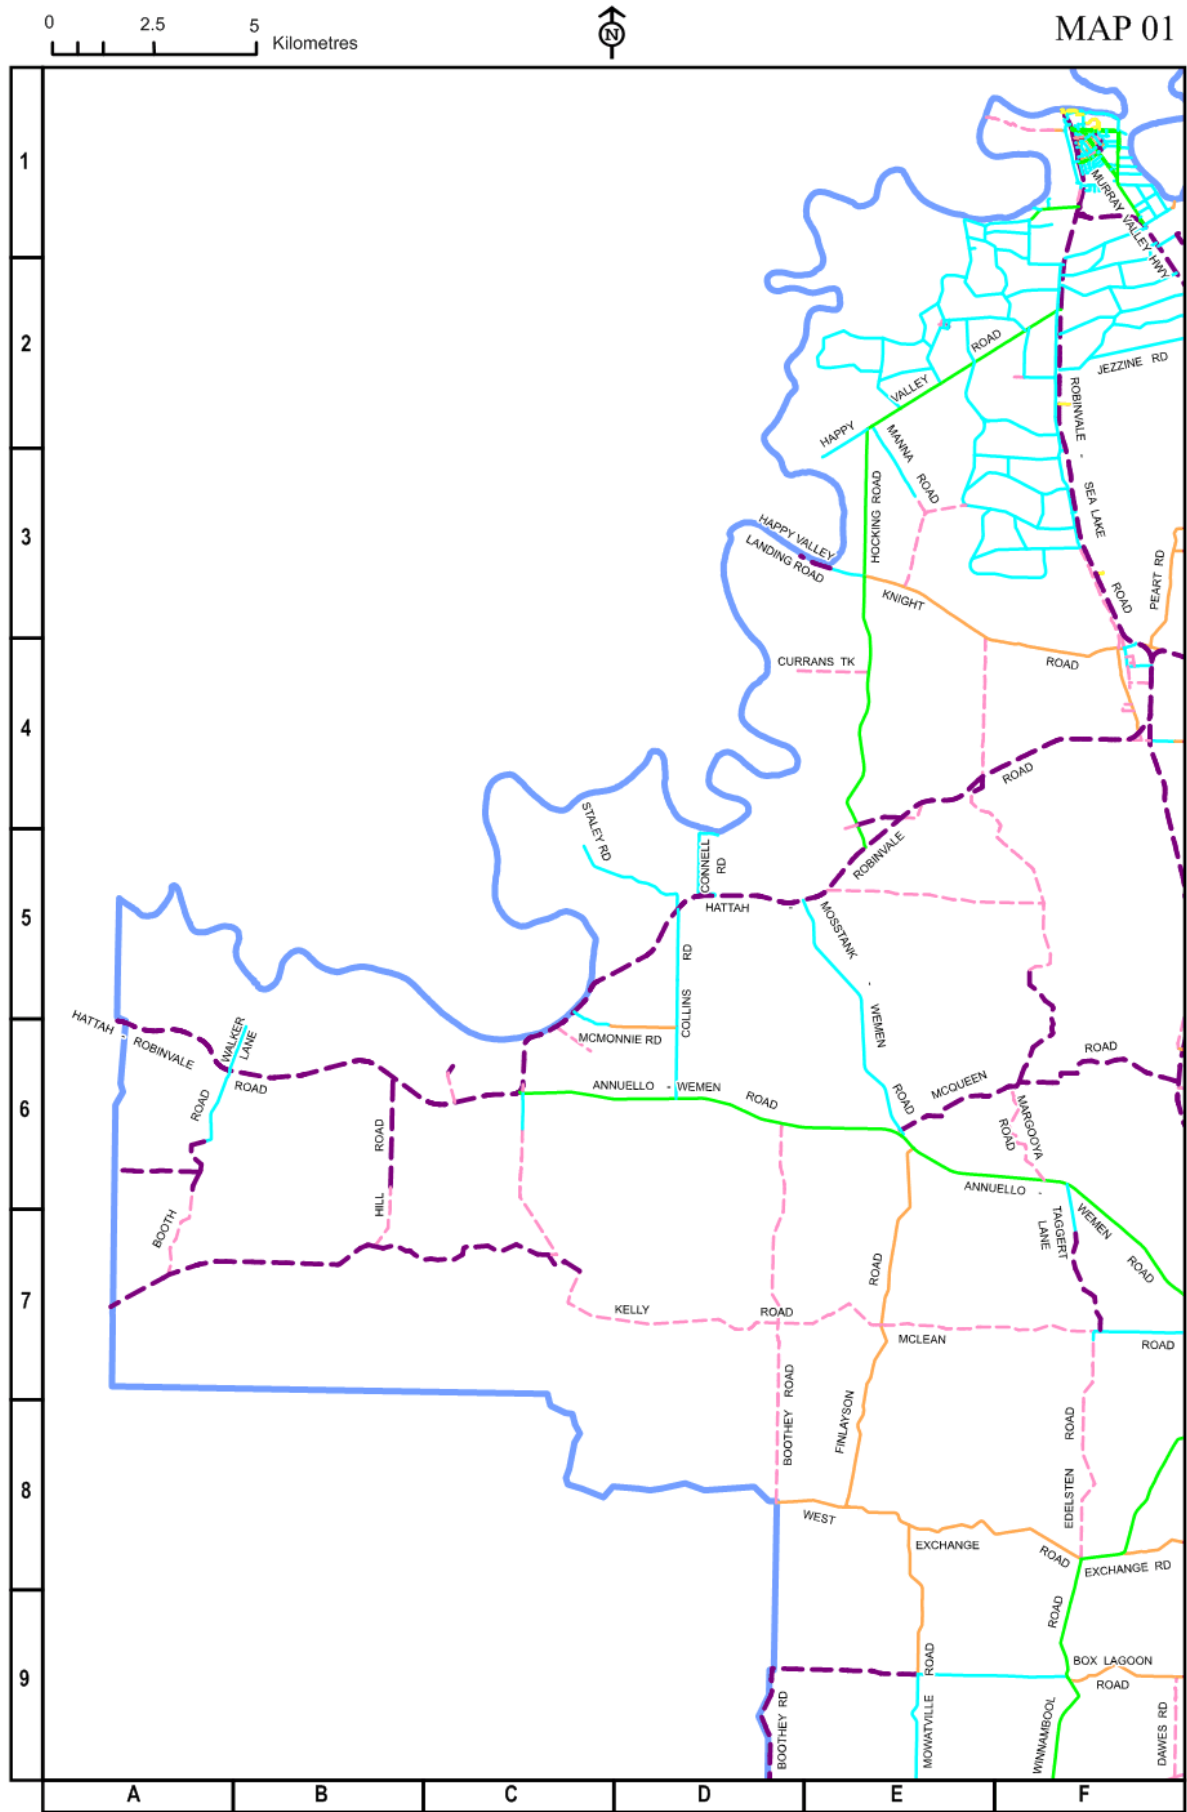 0 2.5 5
Kilometres
N
MAP 01
1
2
3
4
5
6
7
8
9
MURRAY VALLEY HWY
JEZZINE RD
HAPPY VALLEY ROAD
ROBINVALE - SEA LAKE ROAD
MANNA ROAD
HOCKING ROAD
HAPPY VALLEY
LANDING ROAD
KNIGHT ROAD
PEART RD
CURRANS TK
ROBINVALE ROAD
STALEY RD
CONNELL RD
HATTAH
MOSSTANK - WEMEN ROAD
COLLINS RD
MCMONNIE RD
HATTAH - ROBINVALE ROAD
WALKER LANE
ANNUELLO - WEMEN ROAD
MCQUEEN ROAD
MARGOOYA ROAD
BOOTH ROAD
HILL ROAD
ANNUELLO - WEMEN ROAD
TAGGERT LANE
KELLY ROAD
MCLEAN ROAD
BOOTHEY ROAD
FINLAYSON ROAD
EDELSTEN ROAD
WEST EXCHANGE ROAD
EXCHANGE RD
BOX LAGOON ROAD
BOOTHEY RD
MOWATVILLE ROAD
WINNAMBOOL ROAD
DAWES RD
A B C D E F